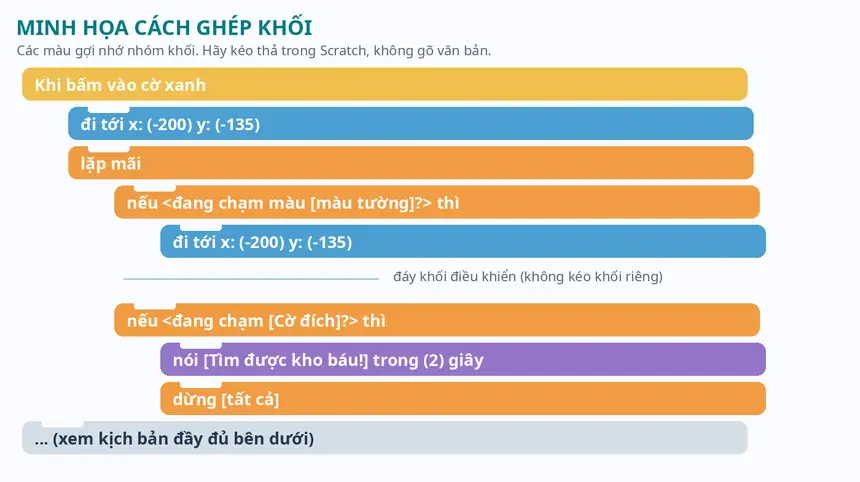 MINH HỌA CÁCH GHÉP KHỐI
Các màu gợi nhớ nhóm khối. Hãy kéo thả trong Scratch, không gõ văn bản.
Khi bấm vào cờ xanh
đi tới x: (-200) y: (-135)
lặp mãi
nếu <đang chạm màu [màu tường]?> thì
đi tới x: (-200) y: (-135)
đáy khối điều khiển (không kéo khối riêng)
nếu <đang chạm [Cờ đích]?> thì
nói [Tìm được kho báu!] trong (2) giây
dừng [tất cả]
... (xem kịch bản đầy đủ bên dưới)